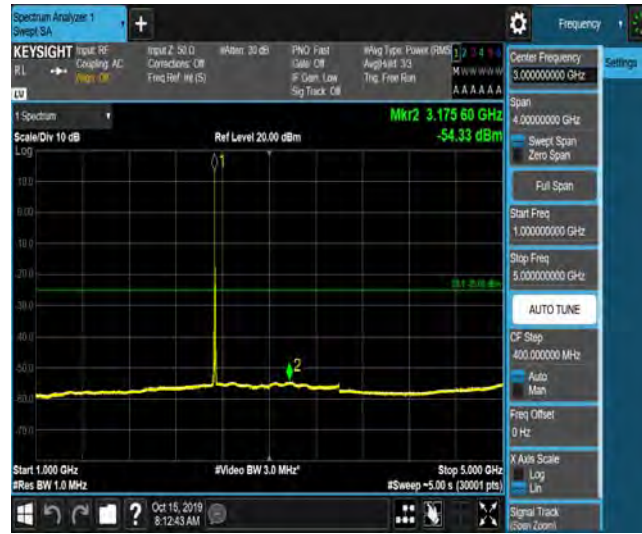 Spectrum Analyzer 1
Swept SA
+
Frequency
KEYSIGHT
RL
Input: RF
Coupling: AC
Align: Off
Input Z: 50 Ω
Corrections: Off
Freq Ref: Int (S)
#Atten: 30 dB
PNO: Fast
Gate: Off
IF Gain: Low
Sig Track: Off
#Avg Type: Power (RMS
Avg|Hold: 3/3
Trig: Free Run
1 2 3 4 5 6
M W W W W W
A A A A A A
LV
1 Spectrum
Scale/Div 10 dB
Log
Ref Level 20.00 dBm
Mkr2 3.175 60 GHz
-54.33 dBm
1
10.0
0.00
-10.0
-20.0
-30.0
-40.0
-50.0
-60.0
-70.0
2
Start 1.000 GHz
#Res BW 1.0 MHz
#Video BW 3.0 MHz*
Stop 5.000 GHz
#Sweep ~5.00 s (30001 pts)
Oct 15, 2019
8:12:43 AM
?
Center Frequency
3.000000000 GHz
Settings
Span
4.00000000 GHz
Swept Span
Zero Span
Full Span
Start Freq
1.000000000 GHz
Stop Freq
5.000000000 GHz
AUTO TUNE
CF Step
400.000000 MHz
Auto
Man
Freq Offset
0 Hz
X Axis Scale
Log
Lin
Signal Track
(Span Zoom)